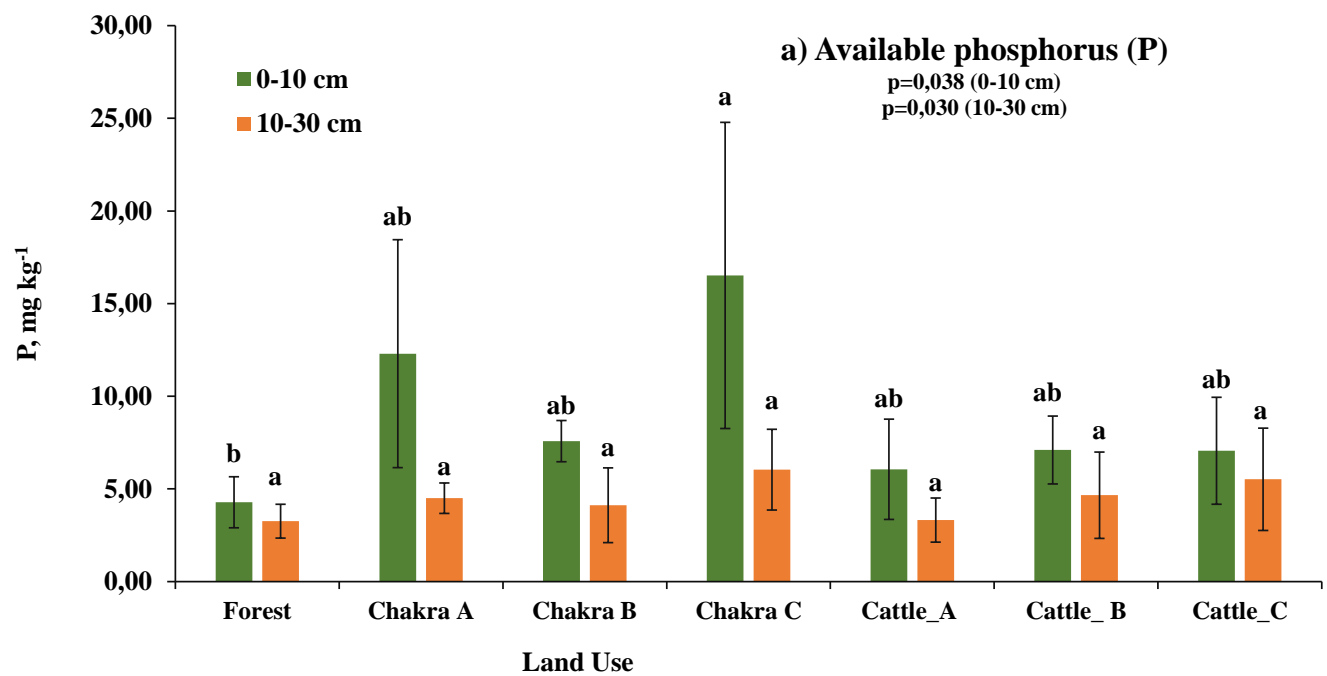 30,00
25,00
20,00
15,00
10,00
5,00
0,00
P, mg kg-1
0-10 cm
10-30 cm
a) Available phosphorus (P)
p=0,038 (0-10 cm)
p=0,030 (10-30 cm)
b a ab a ab a a a ab a ab a ab a
Forest Chakra A Chakra B Chakra C Cattle_A Cattle_ B Cattle_C
Land Use